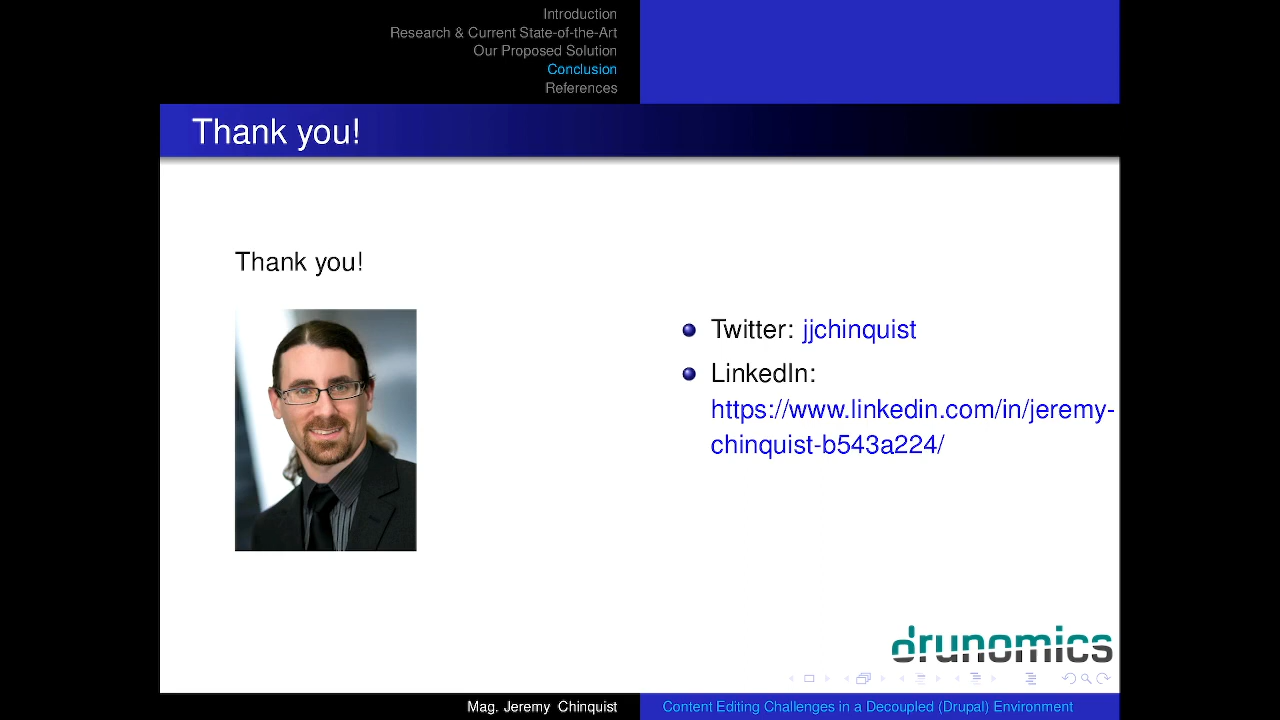 Introduction
Research & Current State-of-the-Art
Our Proposed Solution
Conclusion
References
Thank you!
Thank you!
Twitter: jjchinquist
LinkedIn:
https://www.linkedin.com/in/jeremy-
chinquist-b543a224/
drunomics
Mag. Jeremy Chinquist
Content Editing Challenges in a Decoupled (Drupal) Environment